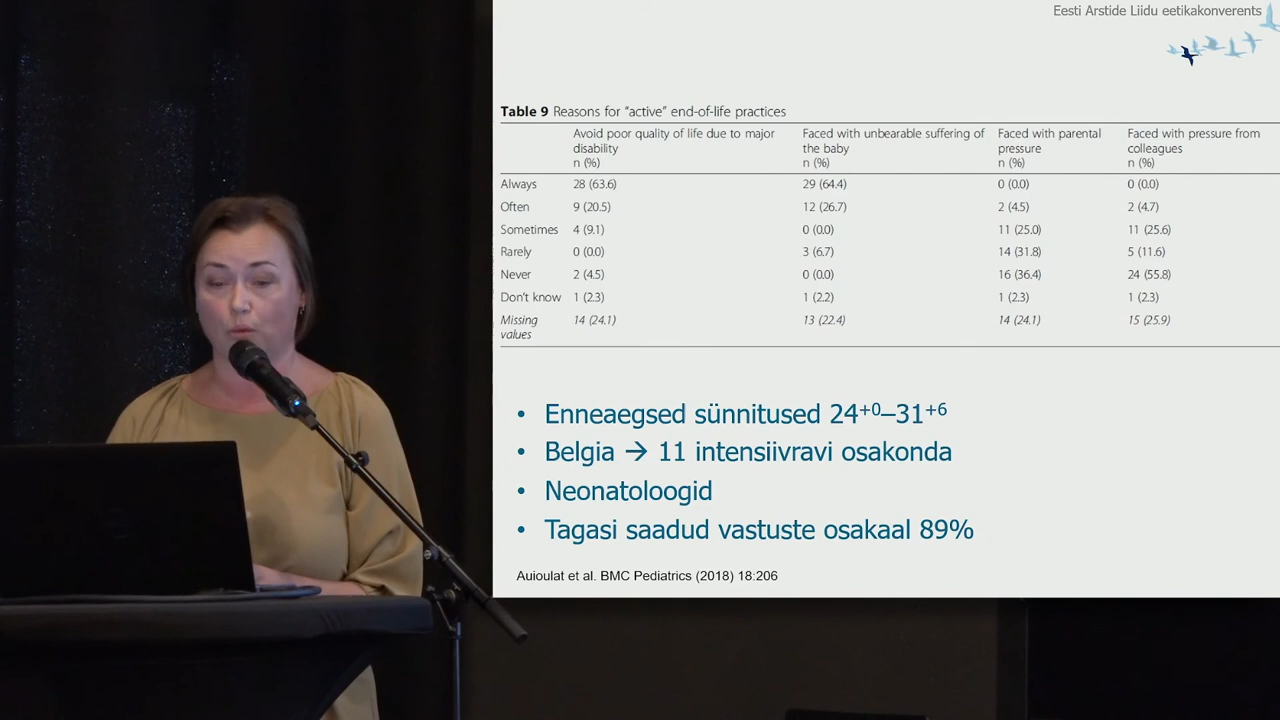 Eesti Arstide Liidu eetikakonverents
Table 9 Reasons for “active” end-of-life practices
Avoid poor quality of life due to major disability n (%) Faced with unbearable suffering of the baby n (%) Faced with parental pressure n (%) Faced with pressure from colleagues n (%)
Always 28 (63.6) 29 (64.4) 0 (0.0) 0 (0.0)
Often 9 (20.5) 12 (26.7) 2 (4.5) 2 (4.7)
Sometimes 4 (9.1) 0 (0.0) 11 (25.0) 11 (25.6)
Rarely 0 (0.0) 3 (6.7) 14 (31.8) 5 (11.6)
Never 2 (4.5) 0 (0.0) 16 (36.4) 24 (55.8)
Don't know 1 (2.3) 1 (2.2) 1 (2.3) 1 (2.3)
Missing values 14 (24.1) 13 (22.4) 14 (24.1) 15 (25.9)
• Enneaegsed sünnitused 24⁺⁰–31⁺⁶
• Belgia → 11 intensiivravi osakonda
• Neonatoloogid
• Tagasi saadud vastuste osakaal 89%
Auioulat et al. BMC Pediatrics (2018) 18:206